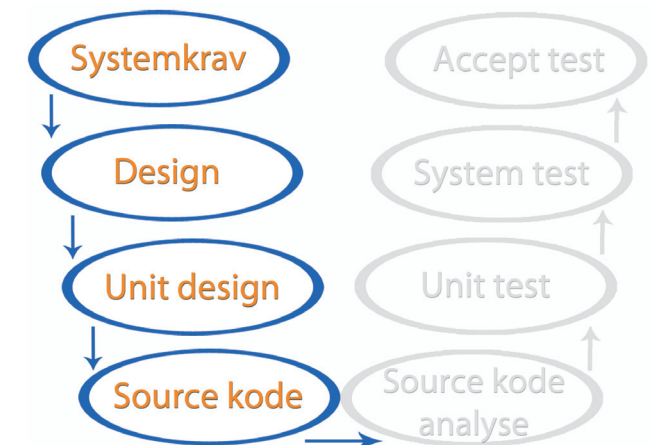 Systemkrav
Design
Unit design
Source kode
Source kode
analyse
Unit test
System test
Accept test